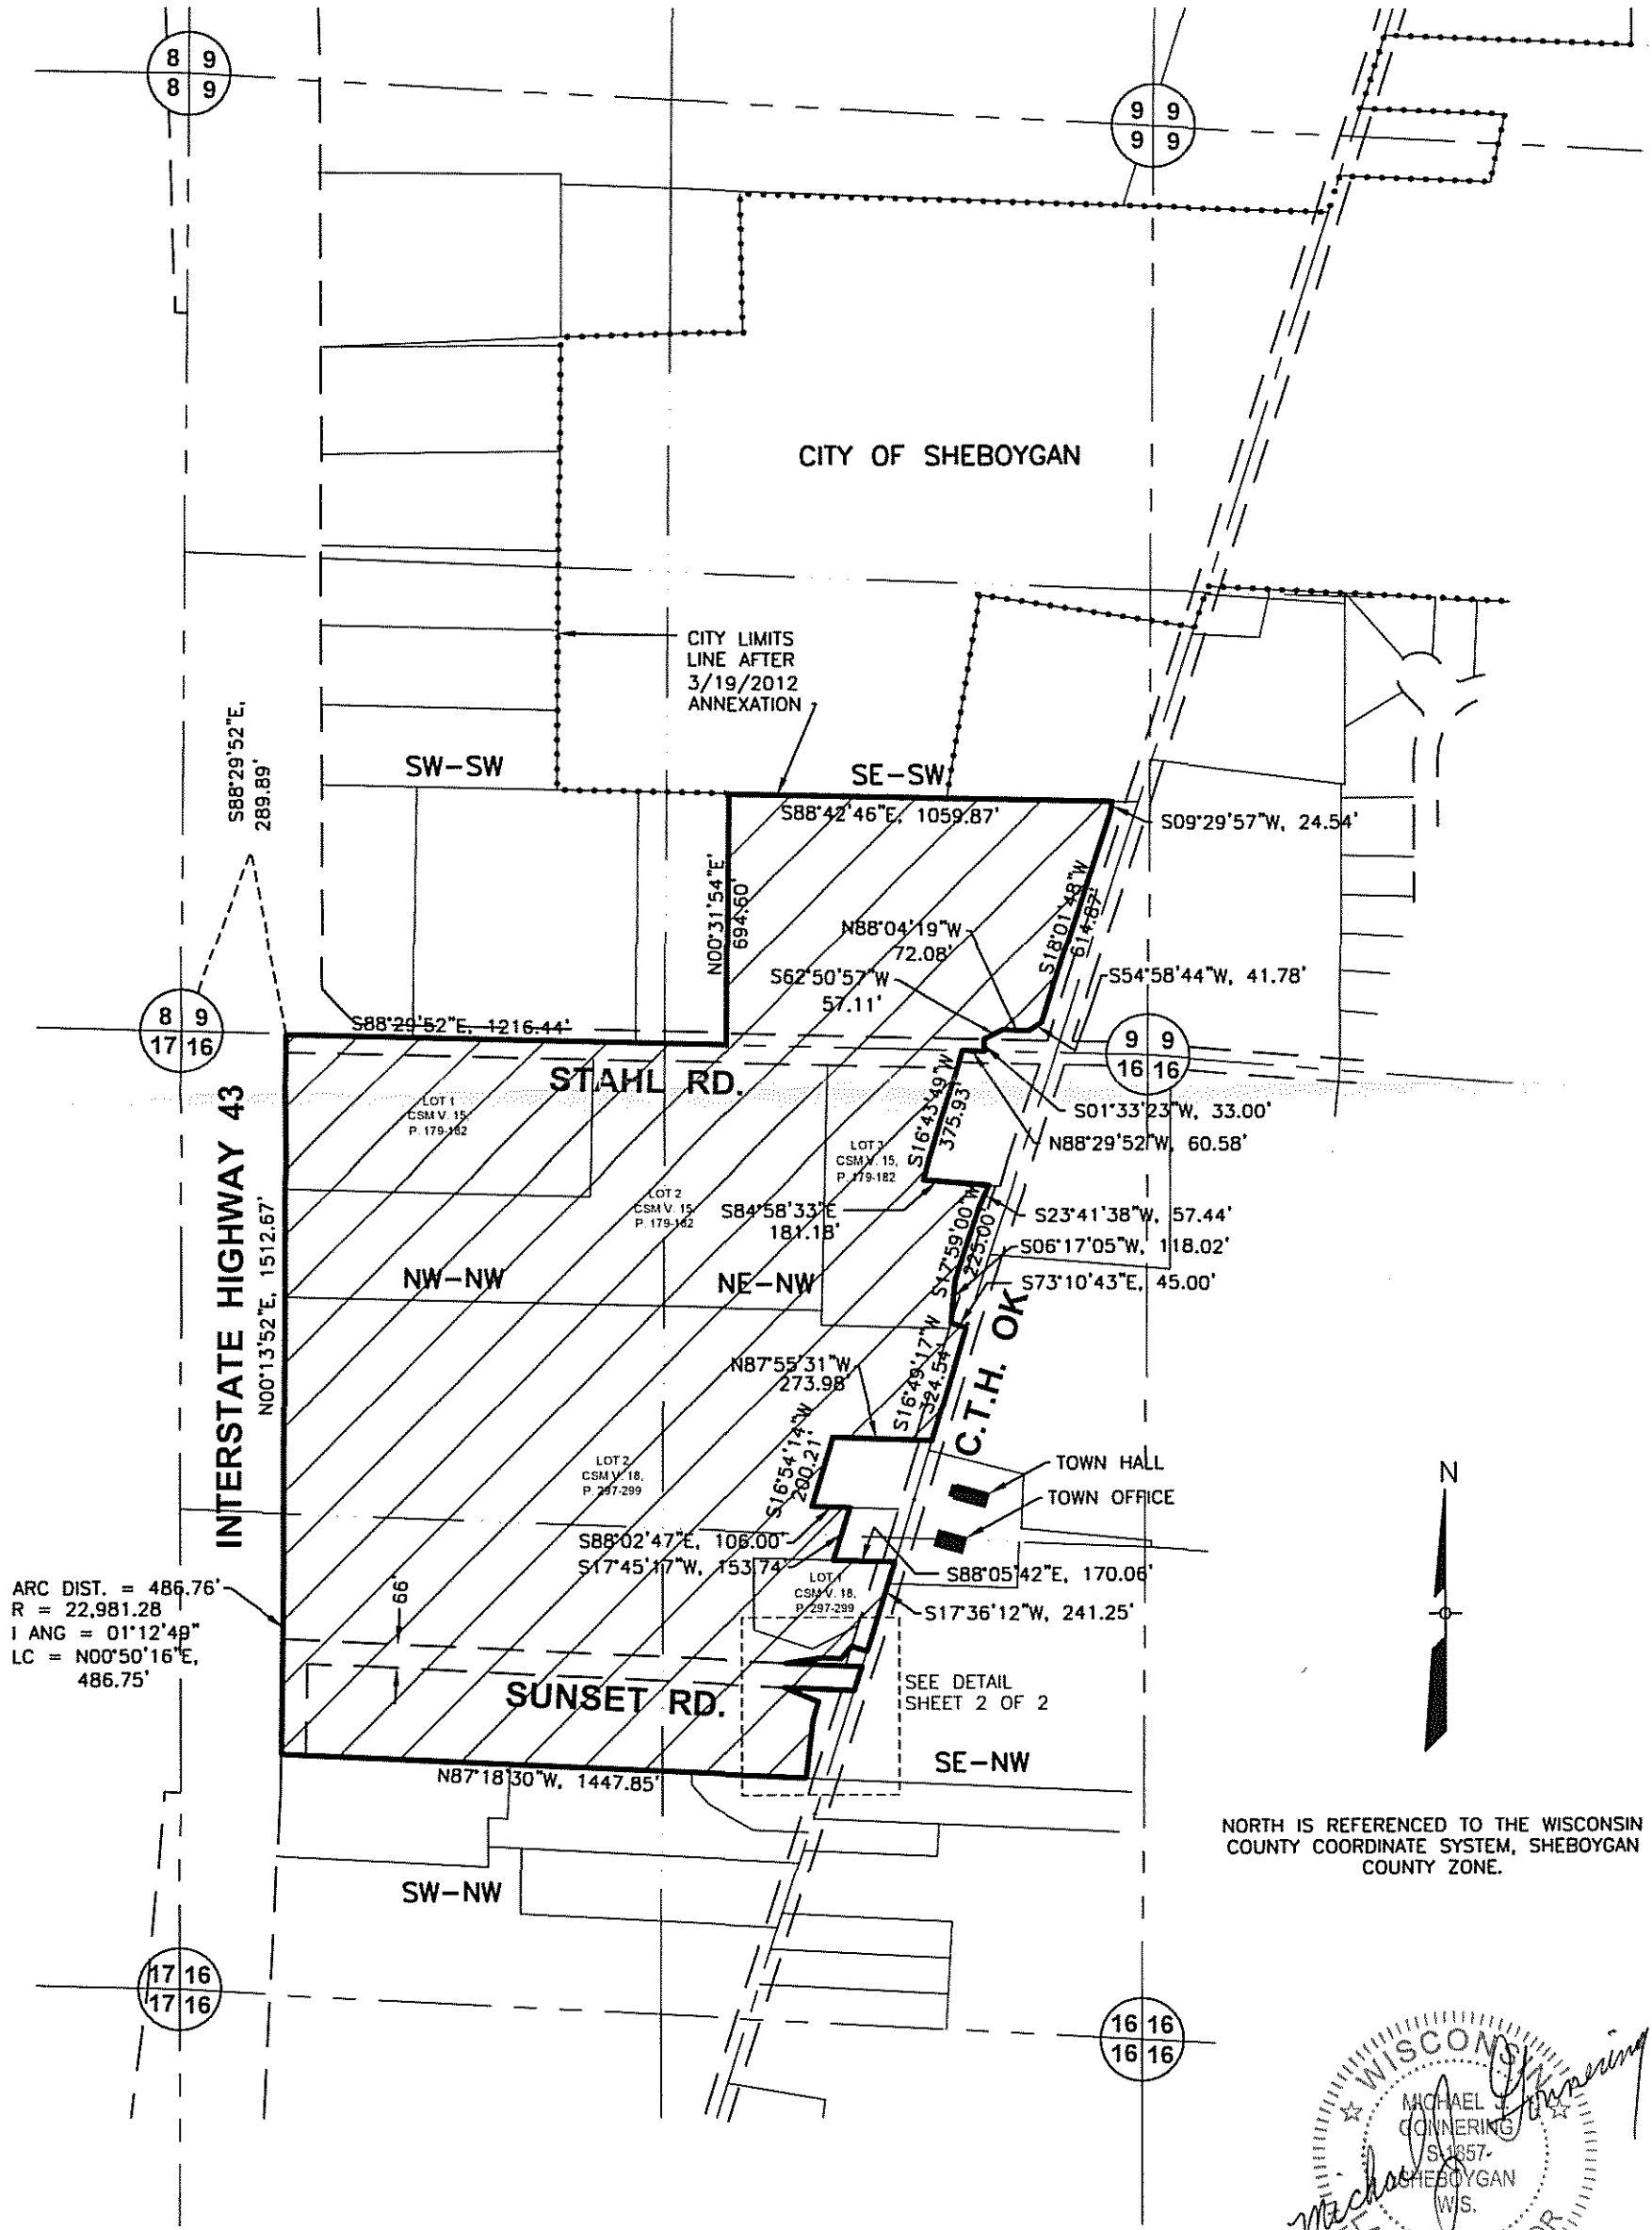 8 9
8 9
9 9
9 9
CITY OF SHEBOYGAN
CITY LIMITS
LINE AFTER
3/19/2012
ANNEXATION
S88°29'52"E,
289.89'
SW-SW
SE-SW
S88°42'46"E, 1059.87'
S09°29'57"W, 24.54'
N00°31'54"E'
694.60'
S18°01'48"W
614.87'
N88°04'19"W
72.08'
S62°50'57"W
57.11'
S54°58'44"W, 41.78'
8 9
17 16
S88°29'52"E, 1216.44'
9 9
16 16
STAHL RD.
LOT 1
CSM V. 15,
P. 179-182
S16°43'49"W
375.93'
S01°33'23"W, 33.00'
N88°29'52"W, 60.58'
LOT 3
CSM V. 15,
P. 179-182
LOT 2
CSM V. 15
P. 179-182
S84°58'33"E
181.18'
S23°41'38"W, 57.44'
S17°59'00"W
225.00'
S06°17'05"W, 118.02'
S73°10'43"E, 45.00'
INTERSTATE HIGHWAY 43
N00°13'52"E, 1512.67'
NW-NW
NE-NW
C.T.H. OK
N87°55'31"W
273.98'
S16°49'17"W
324.54'
S16°54'14"W
200.21'
TOWN HALL
TOWN OFFICE
LOT 2
CSM V. 18,
P. 297-299
S88°02'47"E, 106.00'
S17°45'17"W, 153.74'
S88°05'42"E, 170.06'
LOT 1
CSM V. 18,
P. 297-299
S17°36'12"W, 241.25'
ARC DIST. = 486.76'
R = 22,981.28
I ANG = 01°12'49"
LC = N00°50'16"E,
486.75'
66'
SUNSET RD.
SEE DETAIL
SHEET 2 OF 2
SE-NW
N87°18'30"W, 1447.85'
N
NORTH IS REFERENCED TO THE WISCONSIN
COUNTY COORDINATE SYSTEM, SHEBOYGAN
COUNTY ZONE.
SW-NW
17 16
17 16
16 16
16 16
WISCONSIN
MICHAEL J.
GONNERING
S-1857-
SHEBOYGAN
WIS.
Michael J Gonnering